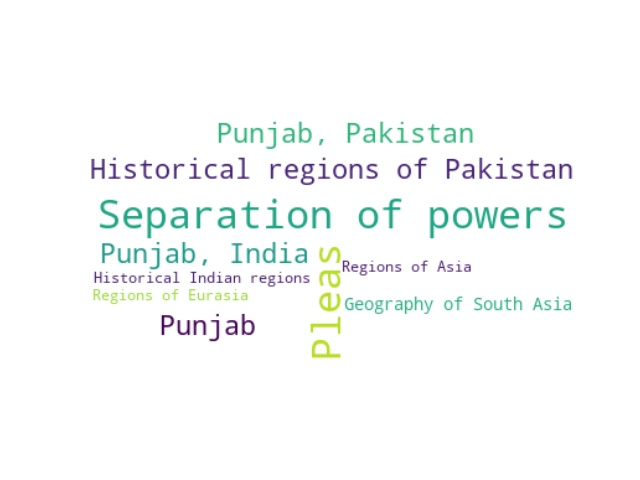 Punjab, Pakistan
Historical regions of Pakistan
Separation of powers
Punjab, India
Pleas
Regions of Asia
Historical Indian regions
Regions of Eurasia
Geography of South Asia
Punjab